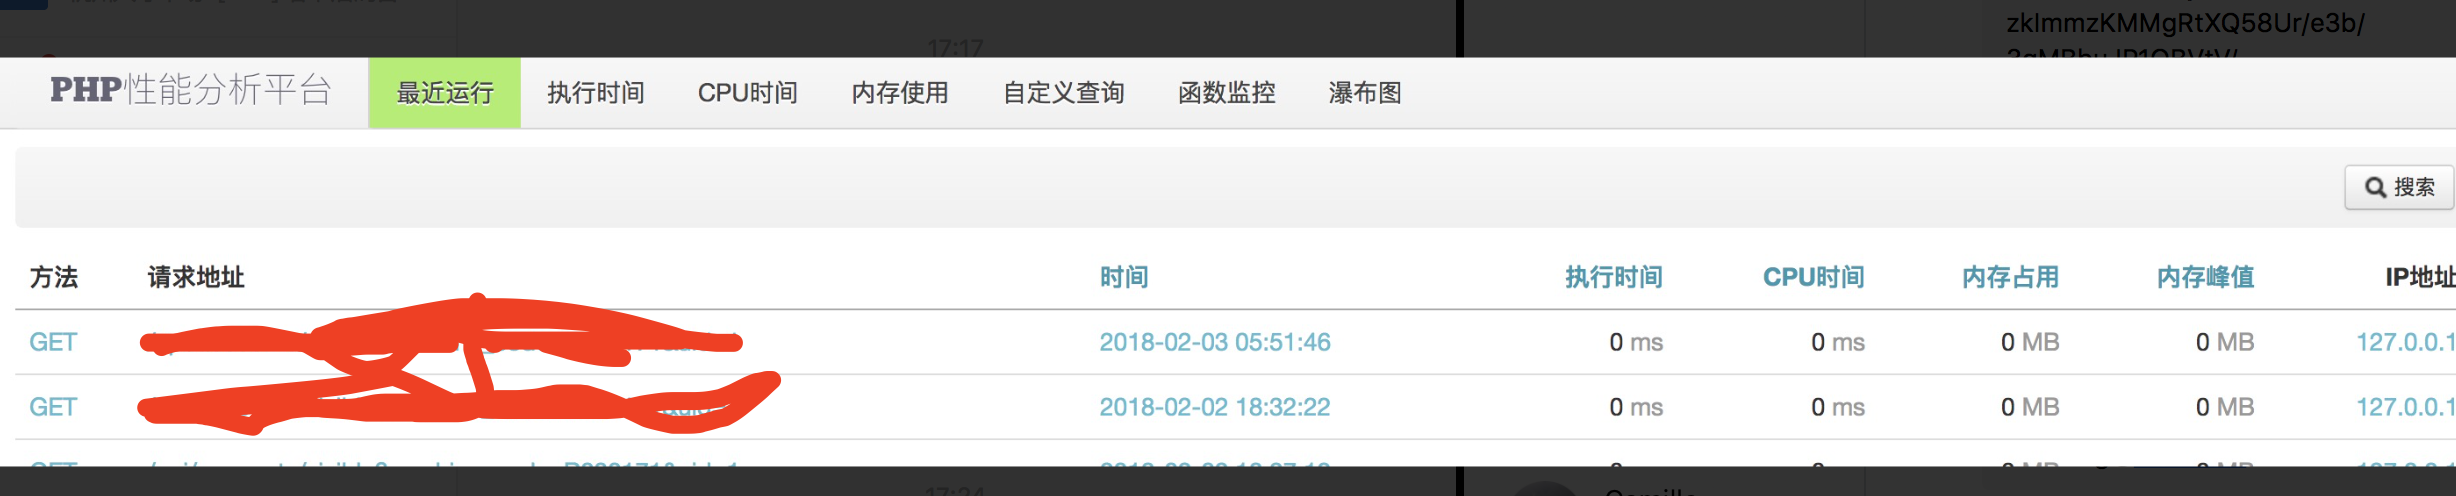 17:17
zklmmzKMMgRtXQ58Ur/e3b/
PHP性能分析平台 最近运行 执行时间 CPU时间 内存使用 自定义查询 函数监控 瀑布图
搜索
方法 请求地址 时间 执行时间 CPU时间 内存占用 内存峰值 IP地址
GET 2018-02-03 05:51:46 0 ms 0 ms 0 MB 0 MB 127.0.0.1
GET 2018-02-02 18:32:22 0 ms 0 ms 0 MB 0 MB 127.0.0.1